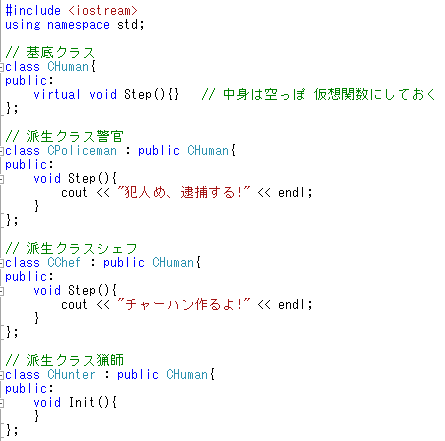 #include <iostream>
using namespace std;
// 基底クラス
class CHuman{
public:
    virtual void Step(){}   // 中身は空っぽ 仮想関数にしておく
};
// 派生クラス警官
class CPoliceman : public CHuman{
public:
    void Step(){
        cout << "犯人め、逮捕する!" << endl;
    }
};
// 派生クラスシェフ
class CChef : public CHuman{
public:
    void Step(){
        cout << "チャーハン作るよ!" << endl;
    }
};
// 派生クラス猟師
class CHunter : public CHuman{
public:
    void Init(){
    }
};